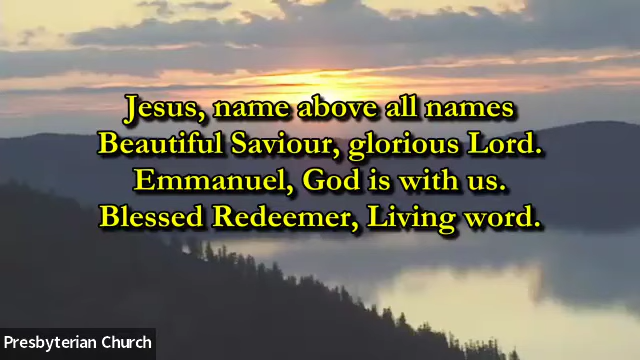 Jesus, name above all names
Beautiful Saviour, glorious Lord.
Emmanuel, God is with us.
Blessed Redeemer, Living word.
Presbyterian Church